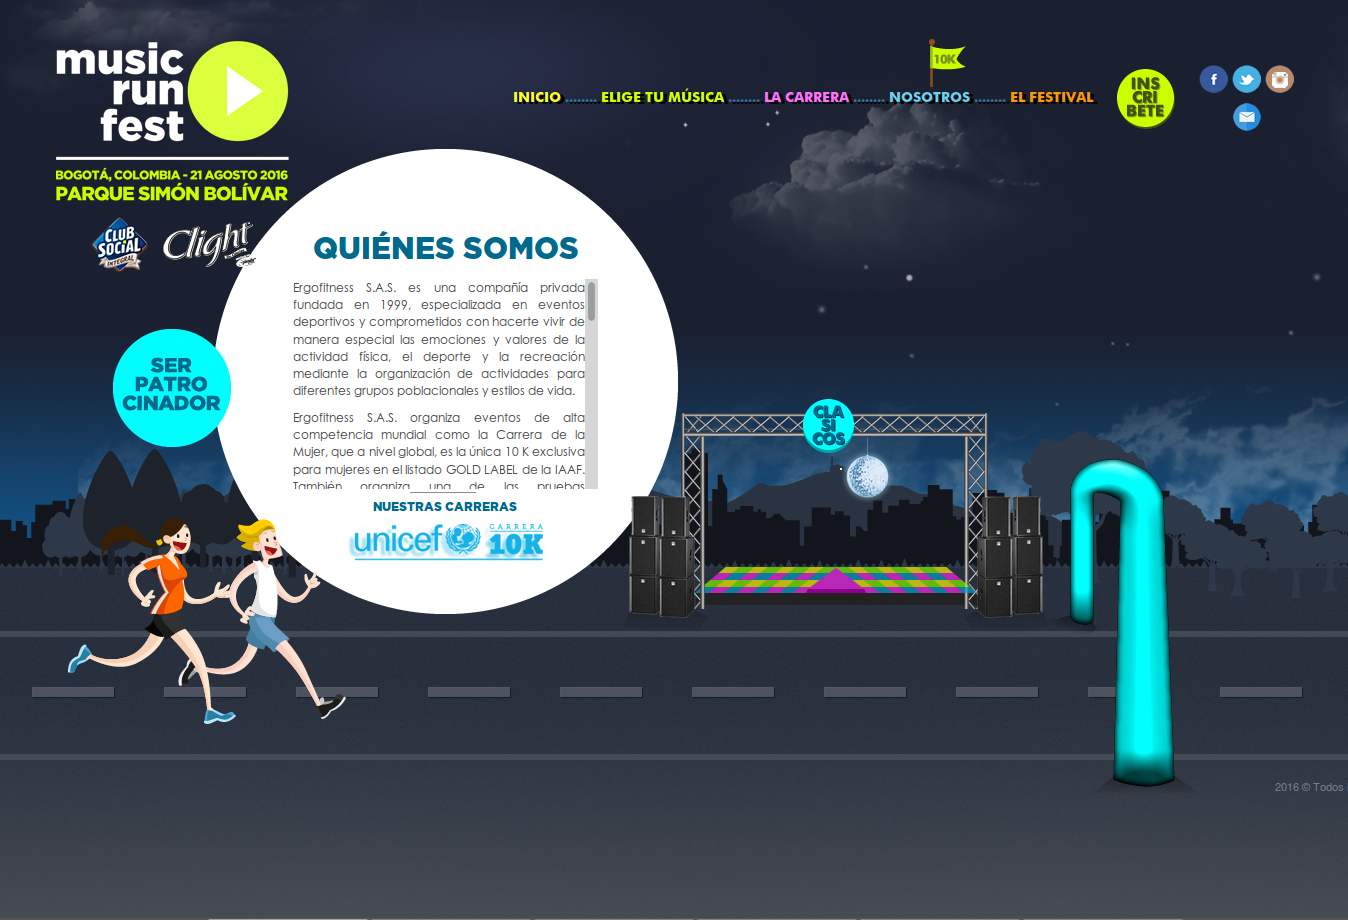 music
run
fest
BOGOTÁ, COLOMBIA - 21 AGOSTO 2016
PARQUE SIMÓN BOLÍVAR
CLUB
SOCIAL
INTEGRAL
Clight
10K
INICIO ........ ELIGE TU MÚSICA ........ LA CARRERA ........ NOSOTROS ........ EL FESTIVAL
INS
CRI
BETE
QUIÉNES SOMOS
Ergofitness S.A.S. es una compañía privada
fundada en 1999, especializada en eventos
deportivos y comprometidos con hacerte vivir de
manera especial las emociones y valores de la
actividad física, el deporte y la recreación
mediante la organización de actividades para
diferentes grupos poblacionales y estilos de vida.
Ergofitness S.A.S. organiza eventos de alta
competencia mundial como la Carrera de la
Mujer, que a nivel global, es la única 10 K exclusiva
para mujeres en el listado GOLD LABEL de la IAAF.
También organiza una de las pruebas
NUESTRAS CARRERAS
unicef
CARRERA
10K
SER
PATRO
CINADOR
CLA
SI
COS
2016 © Todos